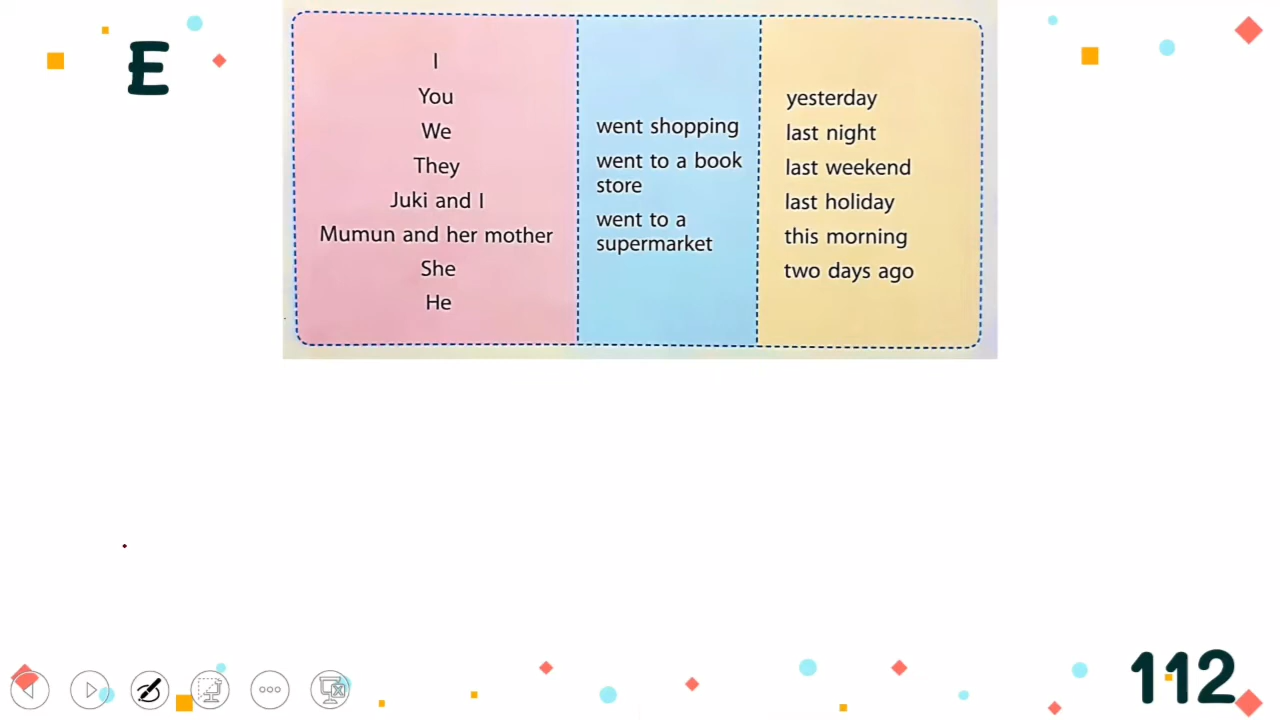 E
I
You
We
They
Juki and I
Mumun and her mother
She
He
went shopping
went to a book
store
went to a
supermarket
yesterday
last night
last weekend
last holiday
this morning
two days ago
112